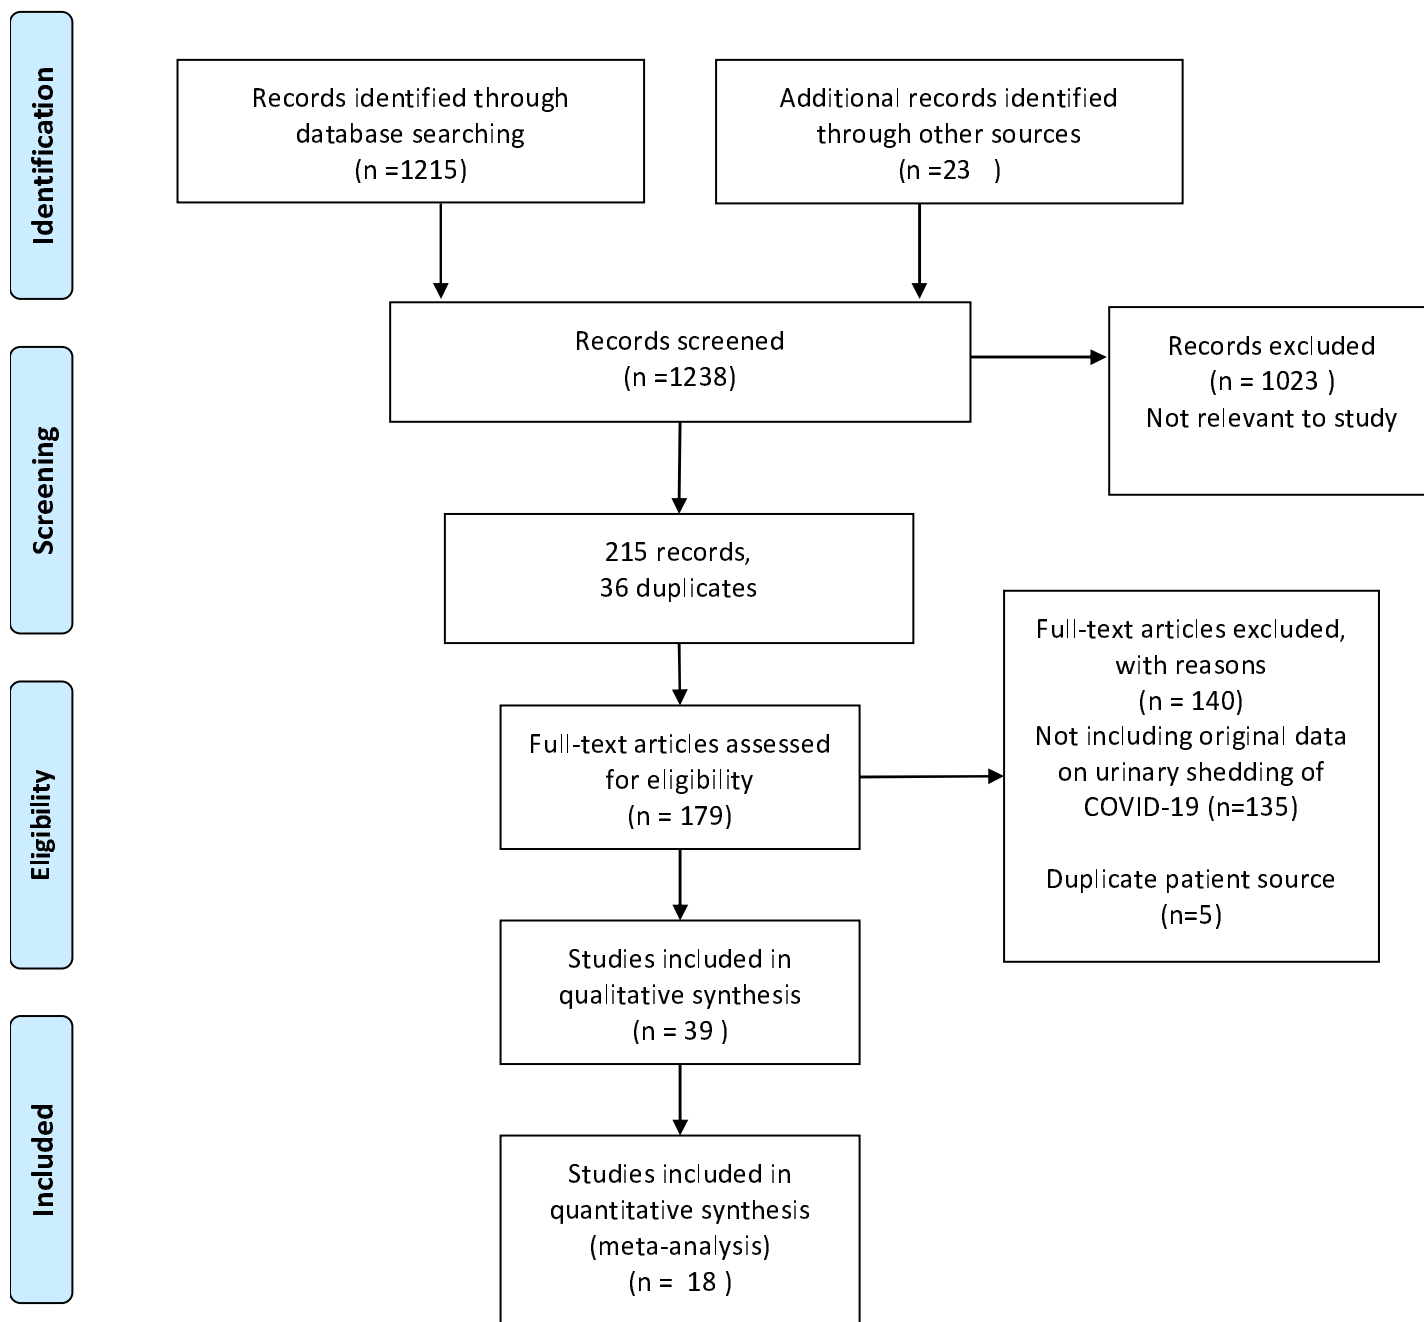 Identification
Records identified through
database searching
(n =1215)
Additional records identified
through other sources
(n =23   )
Records screened
(n =1238)
Records excluded
(n = 1023 )
Not relevant to study
Screening
215 records,
36 duplicates
Full-text articles assessed
for eligibility
(n = 179)
Full-text articles excluded,
with reasons
(n = 140)
Not including original data
on urinary shedding of
COVID-19 (n=135)
Duplicate patient source
(n=5)
Eligibility
Studies included in
qualitative synthesis
(n = 39 )
Included
Studies included in
quantitative synthesis
(meta-analysis)
(n =  18 )